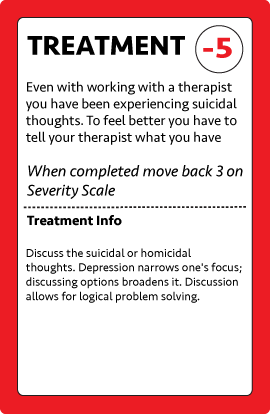 TREATMENT -5
Even with working with a therapist
you have been experiencing suicidal
thoughts. To feel better you have to
tell your therapist what you have
When completed move back 3 on
Severity Scale
Treatment Info
Discuss the suicidal or homicidal
thoughts. Depression narrows one's focus;
discussing options broadens it. Discussion
allows for logical problem solving.